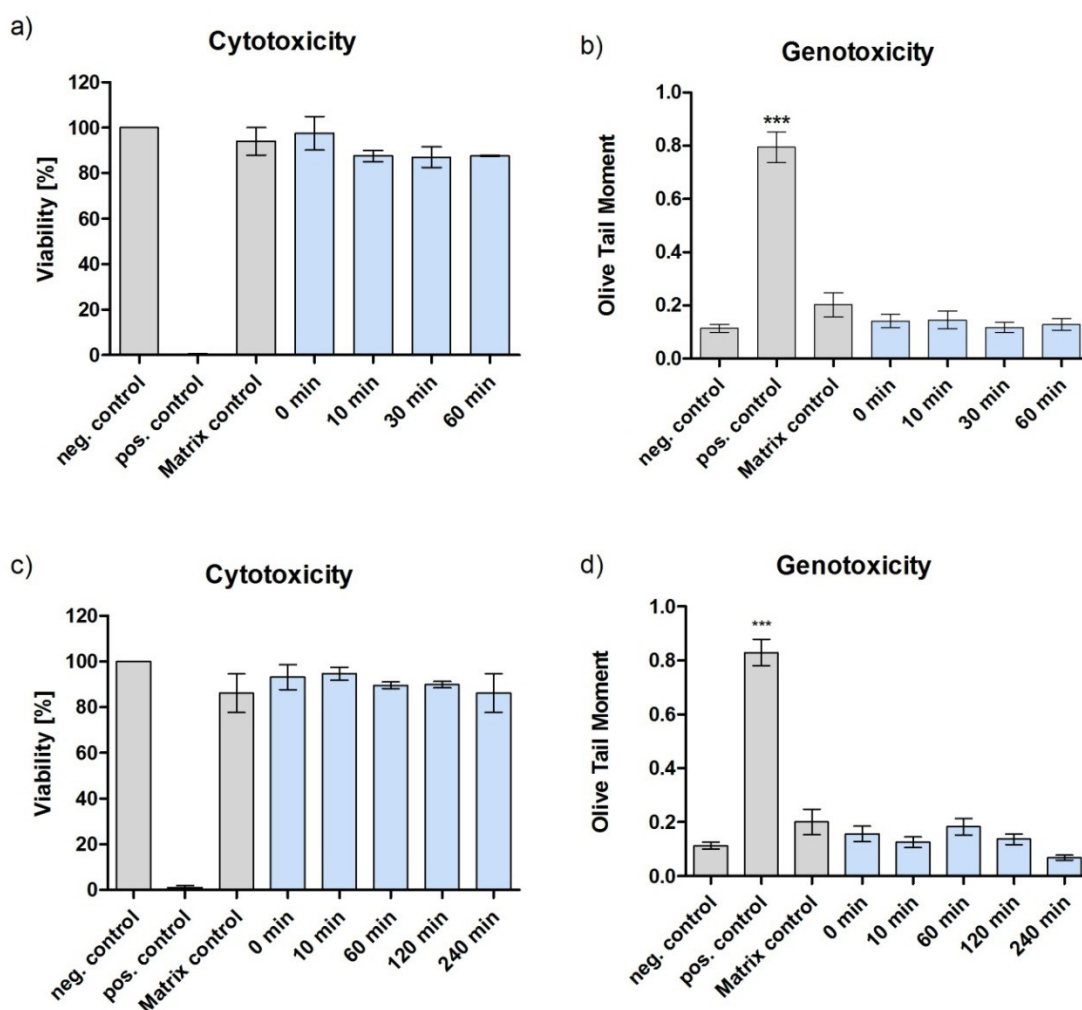 a)
Cytotoxicity
Viability [%]
120
100
80
60
40
20
0
neg. control
pos. control
Matrix control
0 min
10 min
30 min
60 min
b)
Genotoxicity
Olive Tail Moment
1.0
0.8
0.6
0.4
0.2
0.0
***
neg. control
pos. control
Matrix control
0 min
10 min
30 min
60 min
c)
Cytotoxicity
Viability [%]
120
100
80
60
40
20
0
neg. control
pos. control
Matrix control
0 min
10 min
60 min
120 min
240 min
d)
Genotoxicity
Olive Tail Moment
1.0
0.8
0.6
0.4
0.2
0.0
***
neg. control
pos. control
Matrix control
0 min
10 min
60 min
120 min
240 min